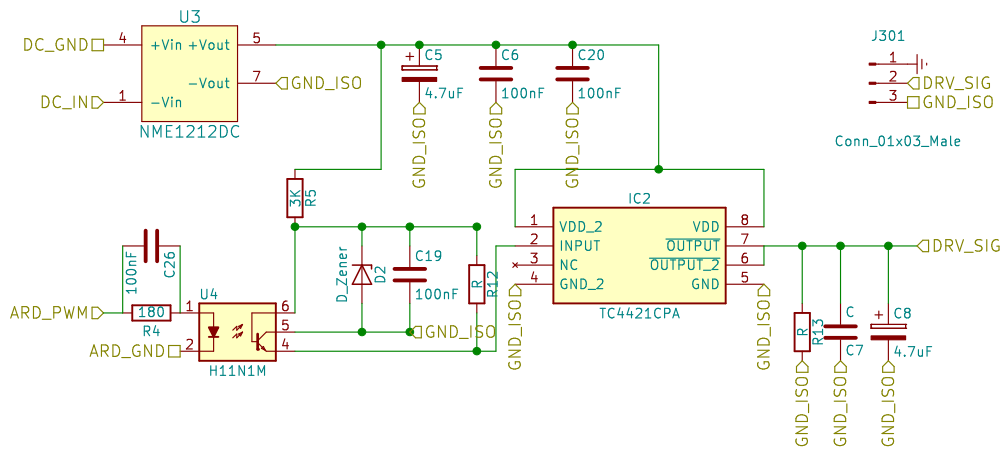 U3
DC_GND
4
+Vin
+Vout
5
-Vout
7
GND_ISO
DC_IN
1
-Vin
NME1212DC
+
C5
4.7uF
GND_ISO
C6
100nF
GND_ISO
C20
100nF
GND_ISO
J301
1
2
DRV_SIG
3
GND_ISO
Conn_01x03_Male
3K
R5
IC2
1
VDD_2
VDD
8
2
INPUT
OUTPUT
7
3
NC
OUTPUT_2
6
4
GND_2
GND
5
TC4421CPA
GND_ISO
GND_ISO
DRV_SIG
100nF
C26
ARD_PWM
180
R4
ARD_GND
U4
1
2
6
5
4
H11N1M
D_Zener
D2
C19
100nF
R
R12
GND_ISO
R
R13
GND_ISO
C
C7
GND_ISO
+
C8
4.7uF
GND_ISO